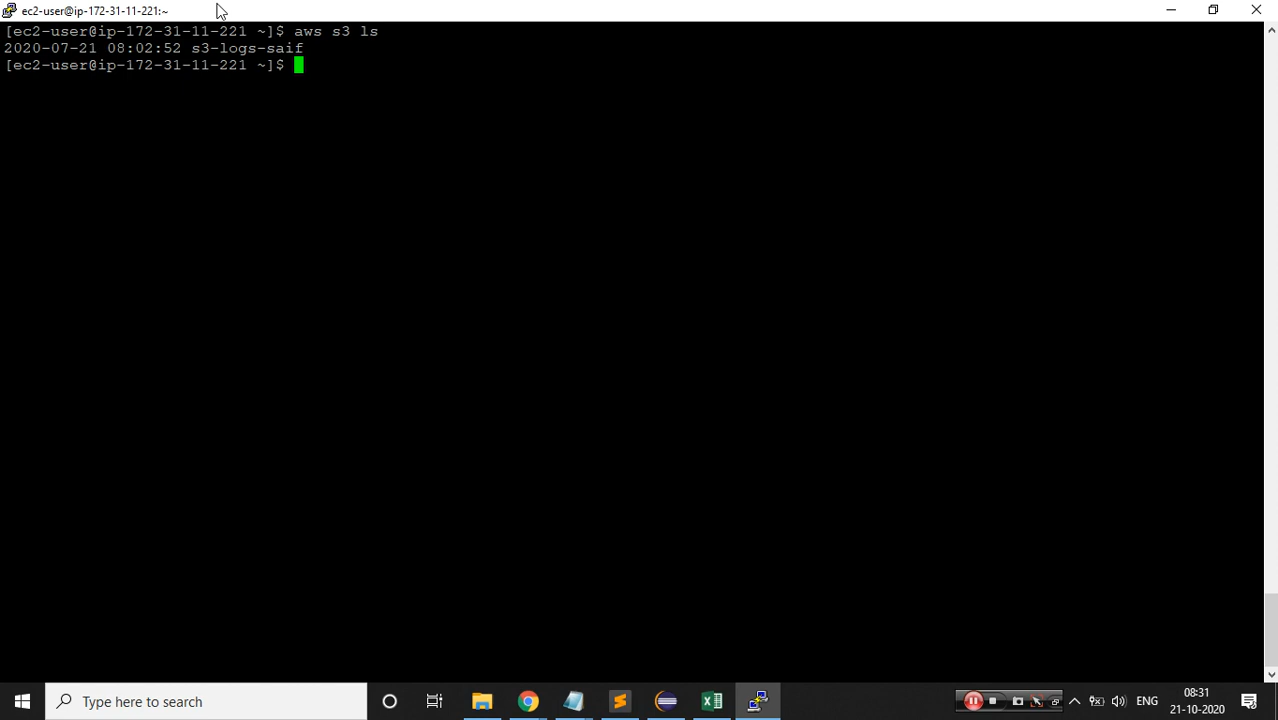 ec2-user@ip-172-31-11-221:~
[ec2-user@ip-172-31-11-221 ~]$ aws s3 ls
2020-07-21 08:02:52 s3-logs-saif
[ec2-user@ip-172-31-11-221 ~]$
Type here to search
ENG
08:31
21-10-2020